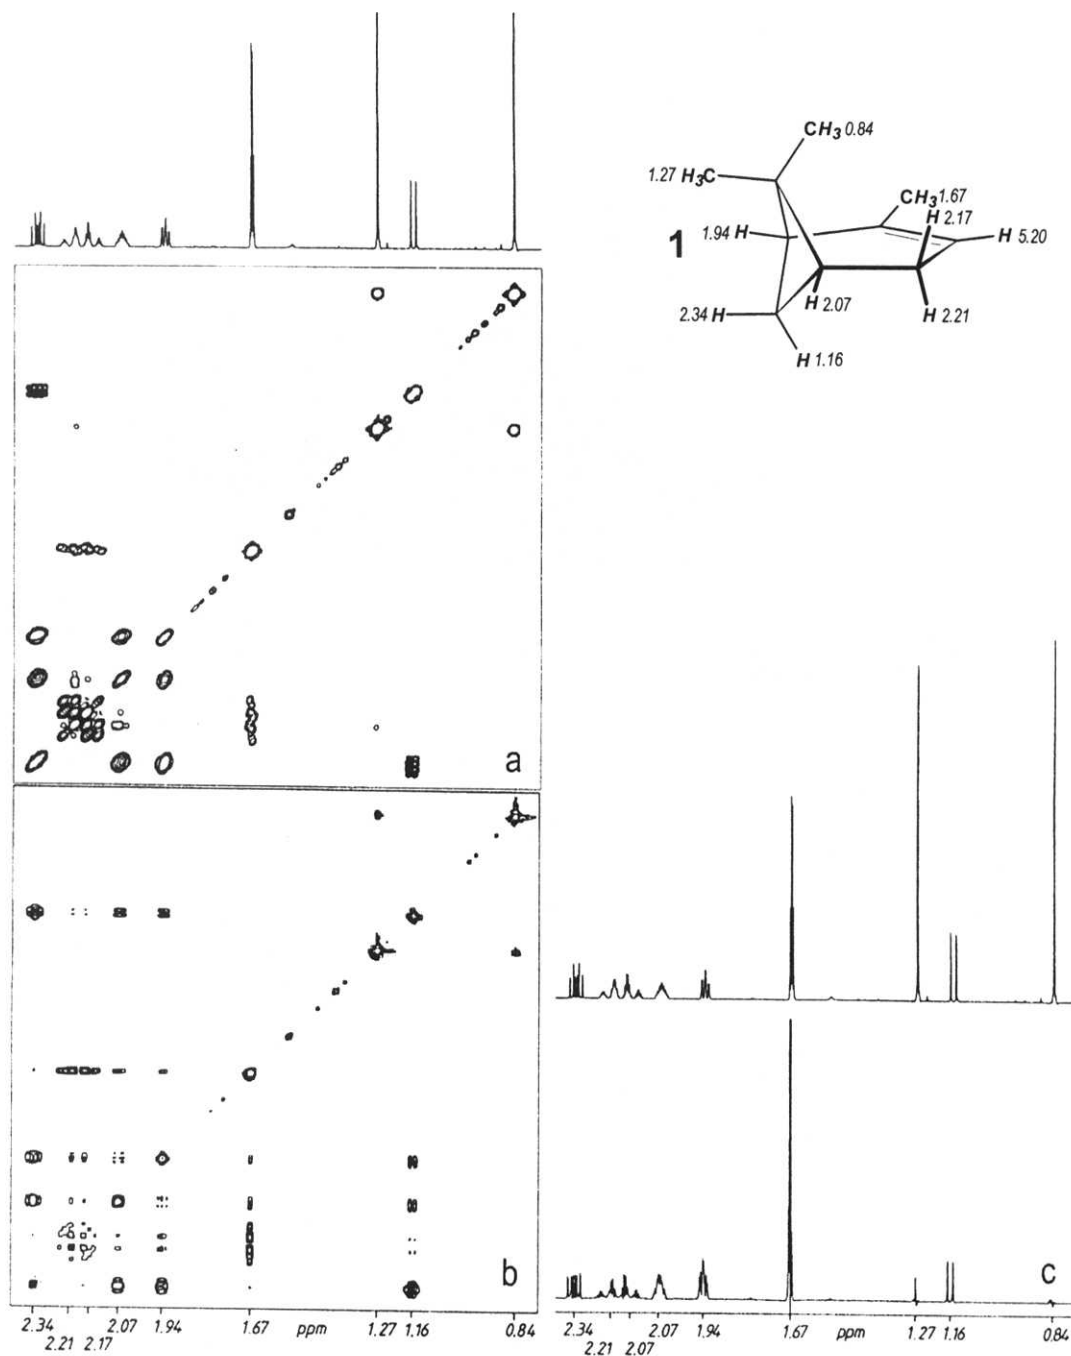 CH3 0.84
1.27 H3C
CH3 1.67
H 2.17
1
1.94 H
H 5.20
H 2.07
2.34 H
H 2.21
H 1.16
a
b
c
2.34 2.07 1.94 1.67 ppm 1.27 1.16 0.84
2.21 2.17
2.34 2.07 1.94 1.67 ppm 1.27 1.16 0.84
2.21 2.07